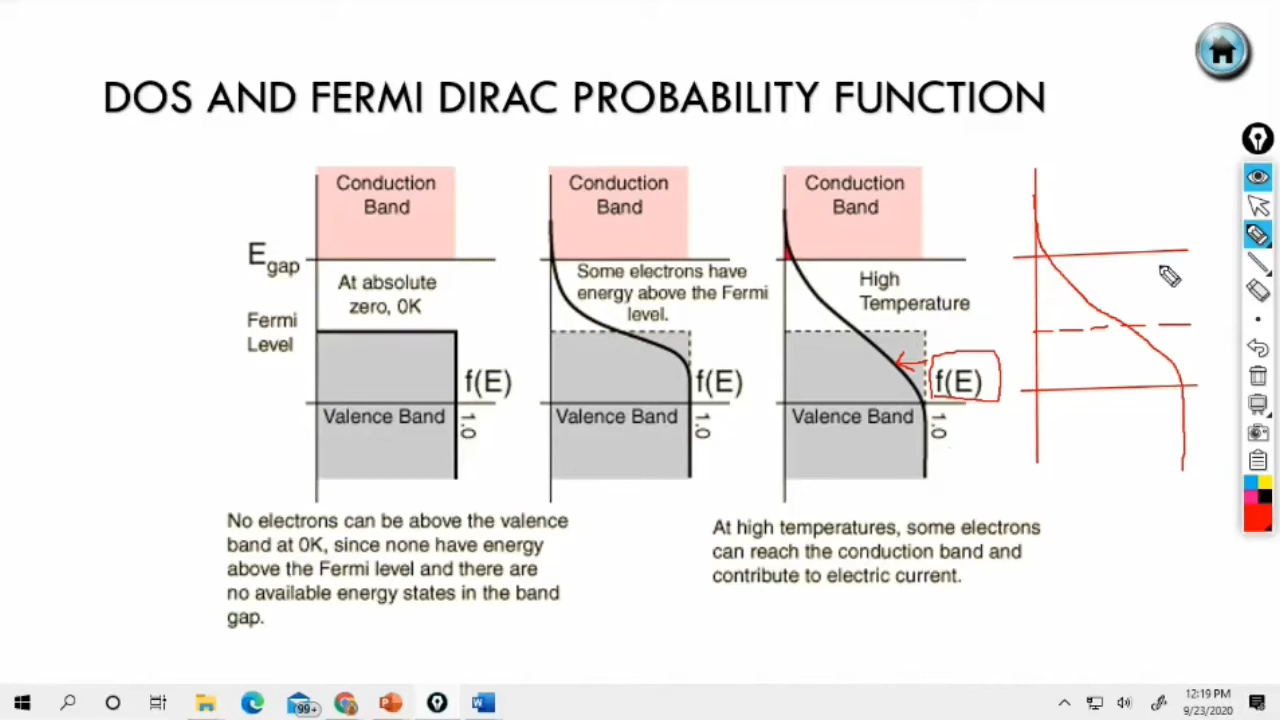 DOS AND FERMI DIRAC PROBABILITY FUNCTION
Conduction
Band
E gap
At absolute
zero, 0K
Fermi
Level
f(E)
Valence Band
1.0
Conduction
Band
Some electrons have
energy above the Fermi
level.
f(E)
Valence Band
1.0
Conduction
Band
High
Temperature
f(E)
Valence Band
1.0
No electrons can be above the valence
band at 0K, since none have energy
above the Fermi level and there are
no available energy states in the band
gap.
At high temperatures, some electrons
can reach the conduction band and
contribute to electric current.
99+
12:19 PM
9/23/2020